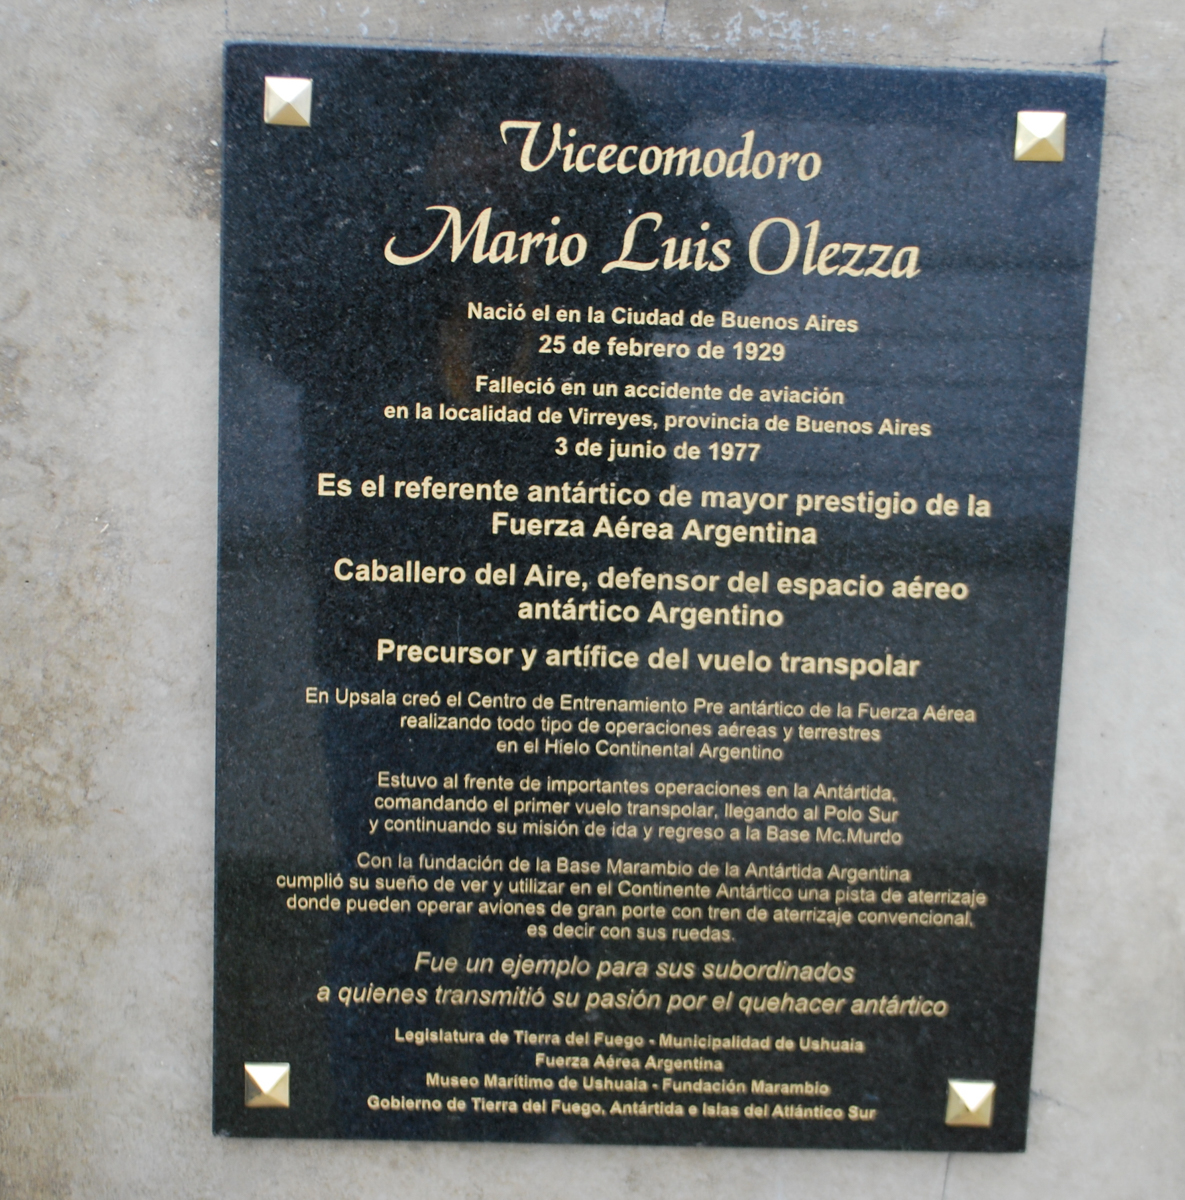 Vicecomodoro
Mario Luis Olezza
Nació el en la Ciudad de Buenos Aires
25 de febrero de 1929
Falleció en un accidente de aviación
en la localidad de Virreyes, provincia de Buenos Aires
3 de junio de 1977
Es el referente antártico de mayor prestigio de la
Fuerza Aérea Argentina
Caballero del Aire, defensor del espacio aéreo
antártico Argentino
Precursor y artífice del vuelo transpolar
En Upsala creó el Centro de Entrenamiento Pre antártico de la Fuerza Aérea
realizando todo tipo de operaciones aéreas y terrestres
en el Hielo Continental Argentino
Estuvo al frente de importantes operaciones en la Antártida,
comandando el primer vuelo transpolar, llegando al Polo Sur
y continuando su misión de ida y regreso a la Base Mc.Murdo
Con la fundación de la Base Marambio de la Antártida Argentina
cumplió su sueño de ver y utilizar en el Continente Antártico una pista de aterrizaje
donde pueden operar aviones de gran porte con tren de aterrizaje convencional,
es decir con sus ruedas.
Fue un ejemplo para sus subordinados
a quienes transmitió su pasión por el quehacer antártico
Legislatura de Tierra del Fuego - Municipalidad de Ushuaia
Fuerza Aérea Argentina
Museo Marítimo de Ushuaia - Fundación Marambio
Gobierno de Tierra del Fuego, Antártida e Islas del Atlántico Sur